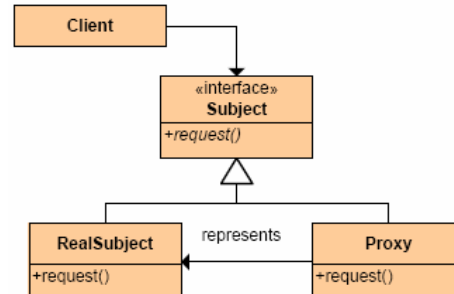 Client
«interface»
Subject
+request()
represents
RealSubject
Proxy
+request()
+request()